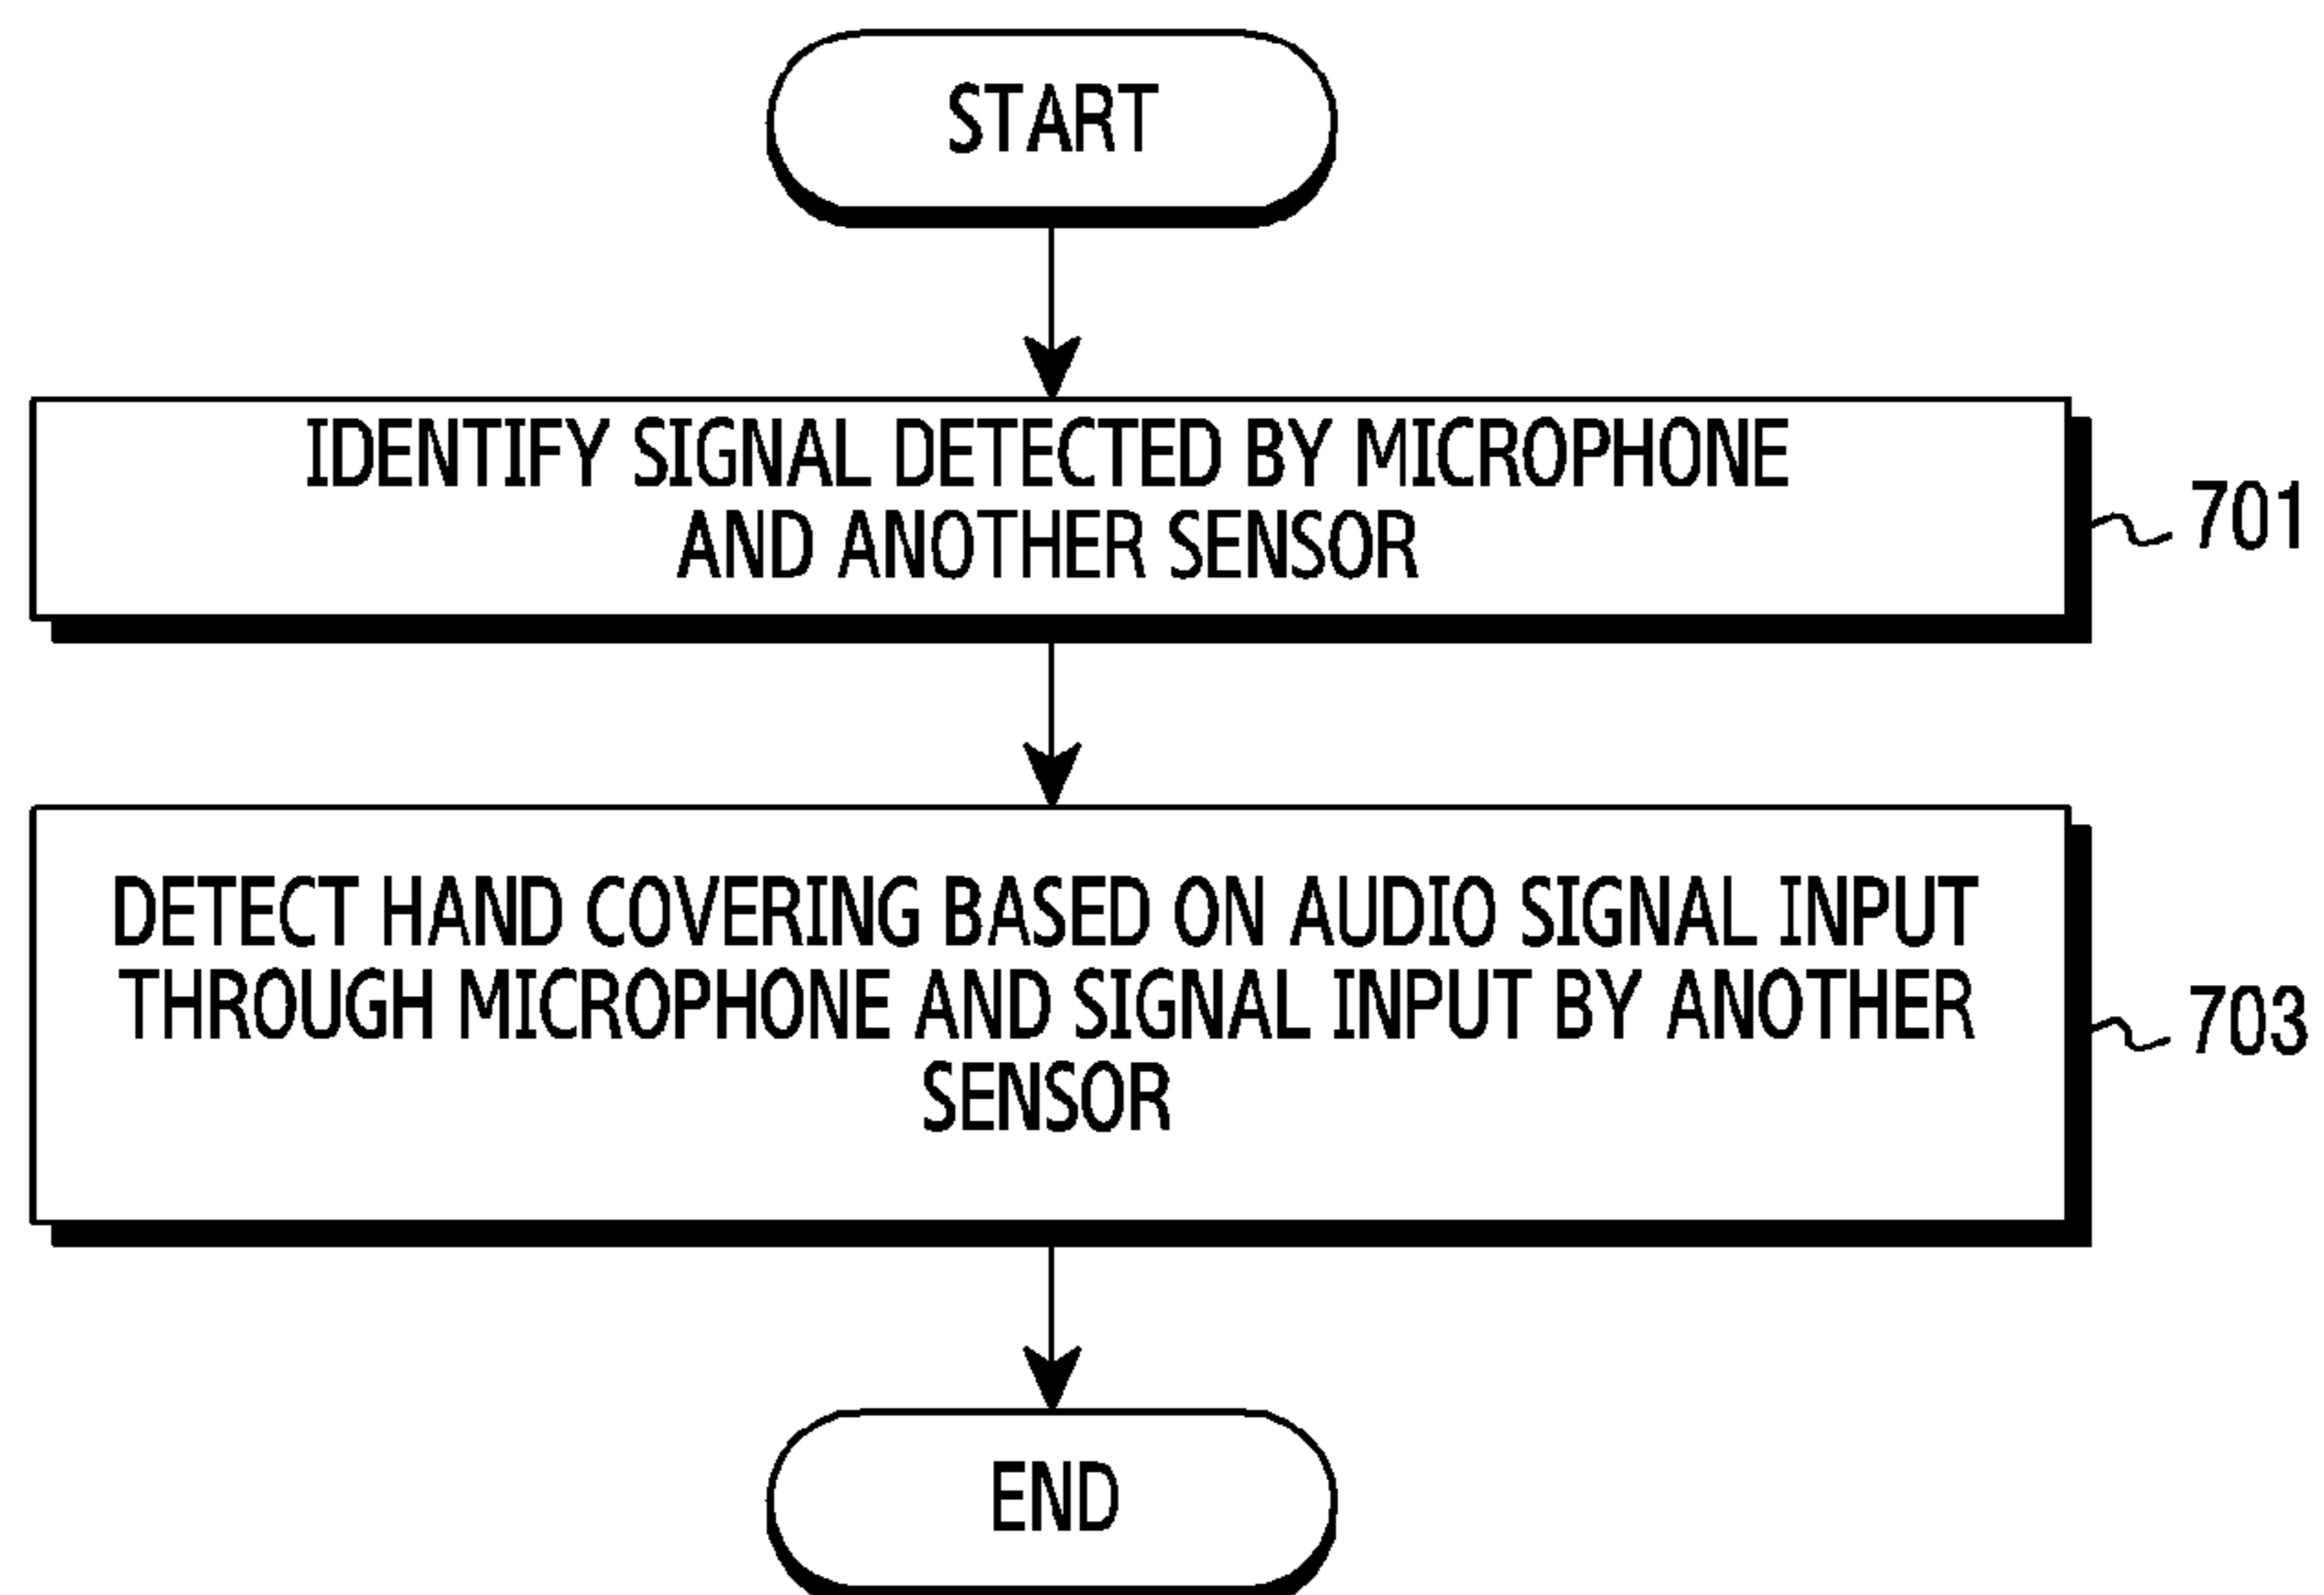 START
IDENTIFY SIGNAL DETECTED BY MICROPHONE
AND ANOTHER SENSOR
701
DETECT HAND COVERING BASED ON AUDIO SIGNAL INPUT
THROUGH MICROPHONE AND SIGNAL INPUT BY ANOTHER
SENSOR
703
END